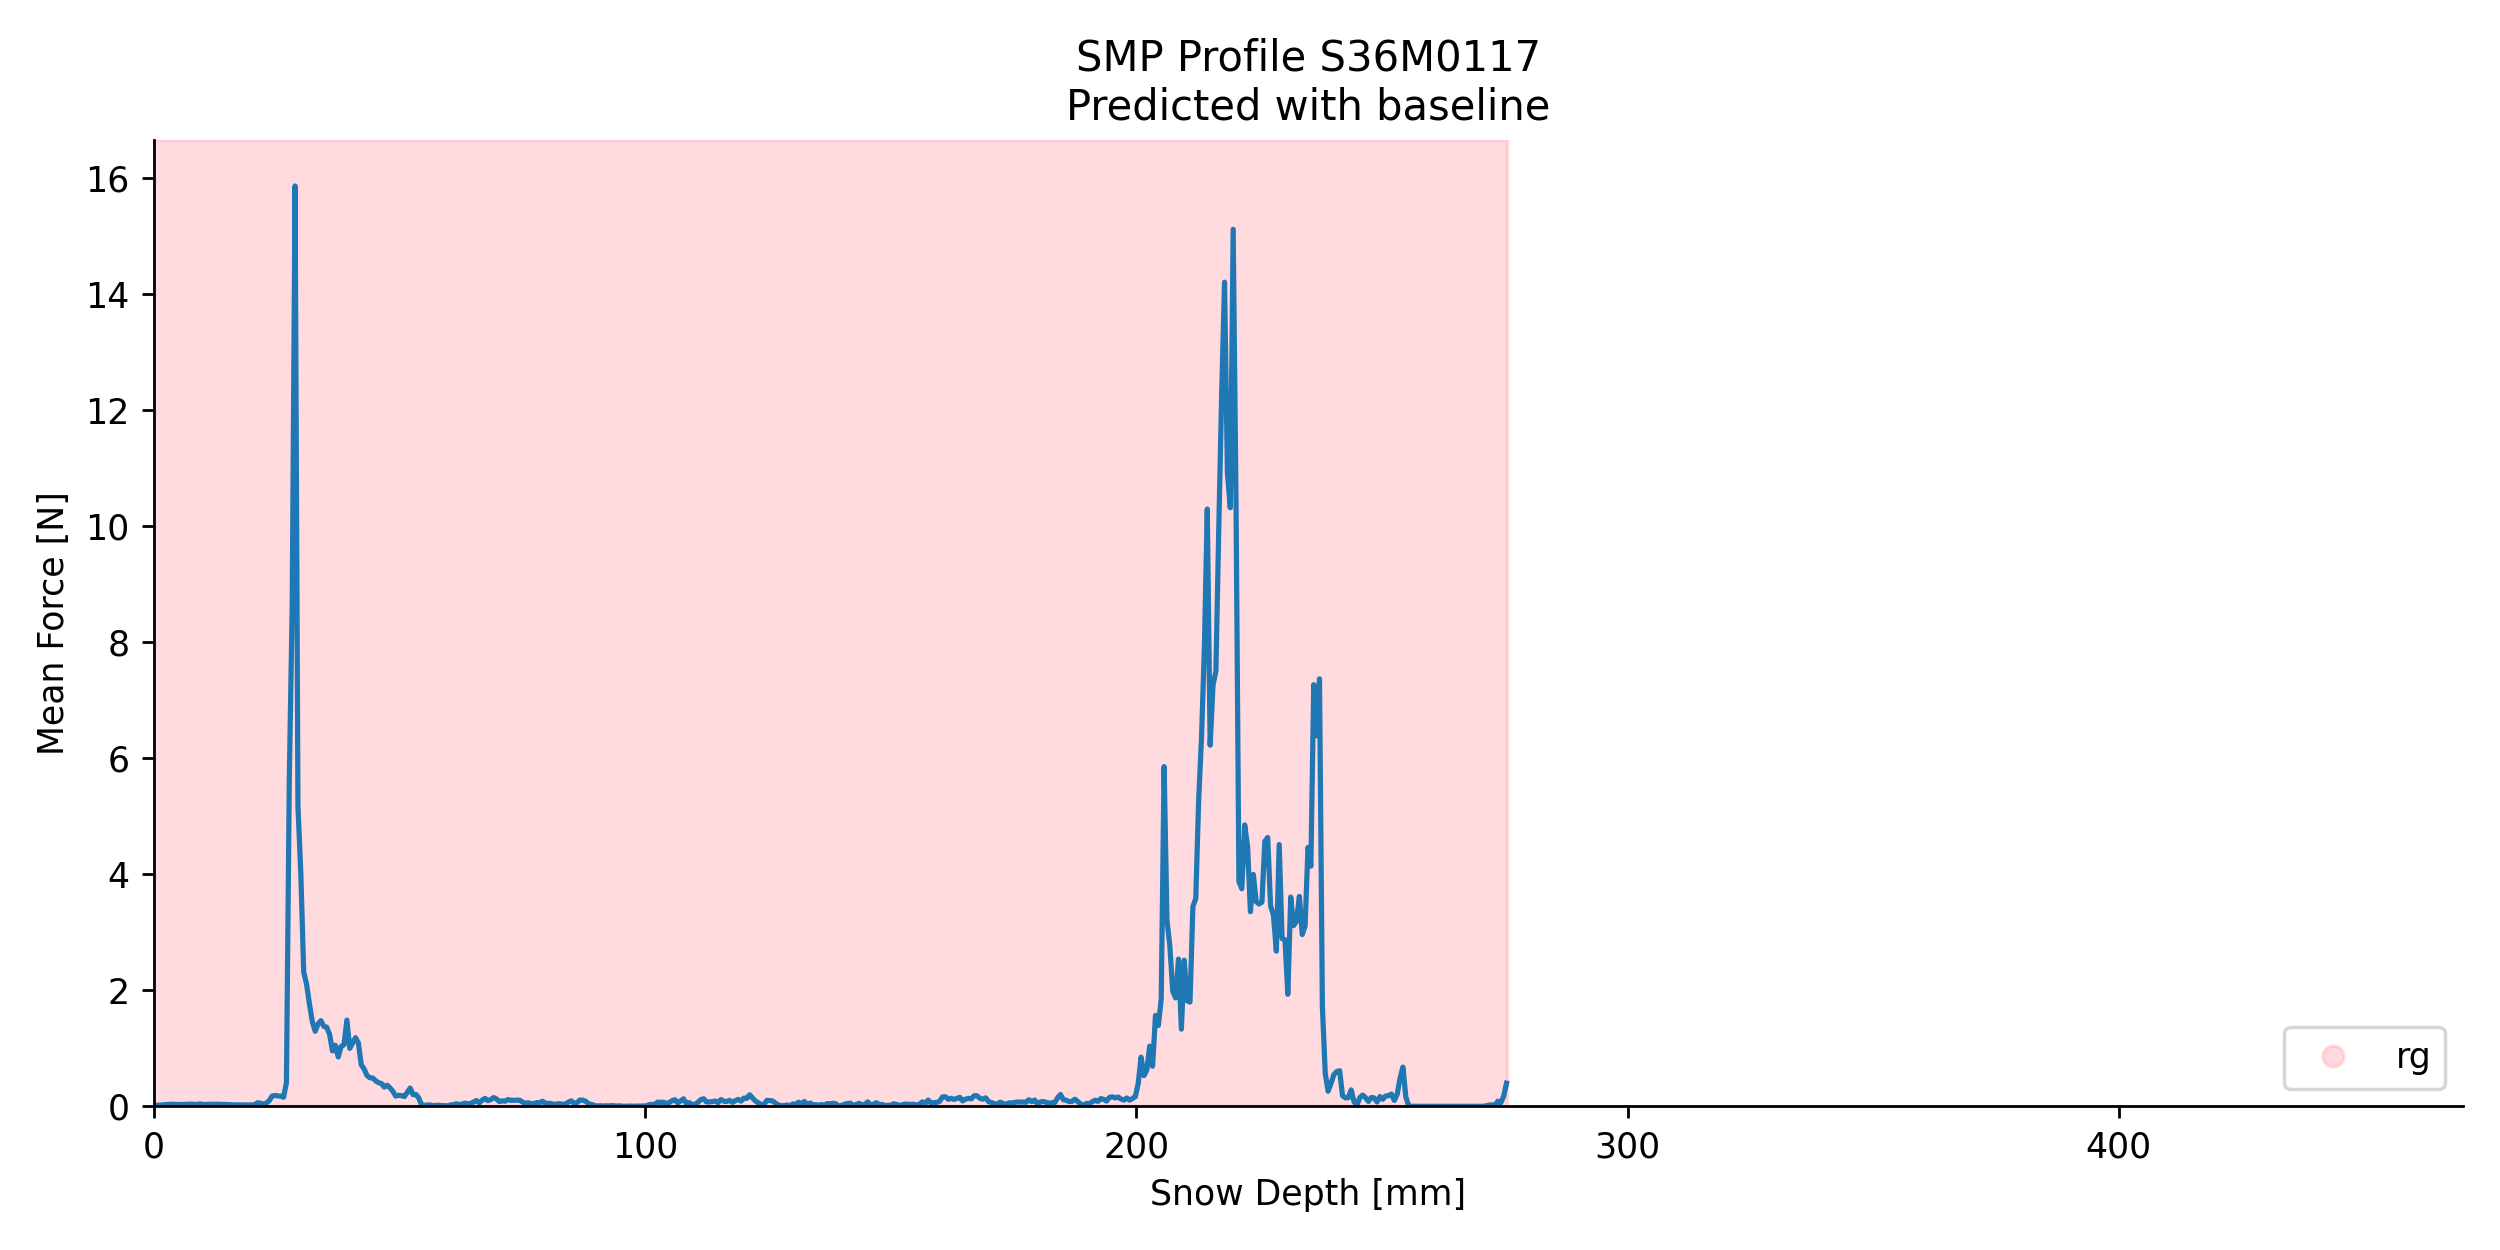 SMP Profile S36M0117
Predicted with baseline
Mean Force [N]
16
14
12
10
8
6
4
2
0
0 100 200 300 400
Snow Depth [mm]
rg